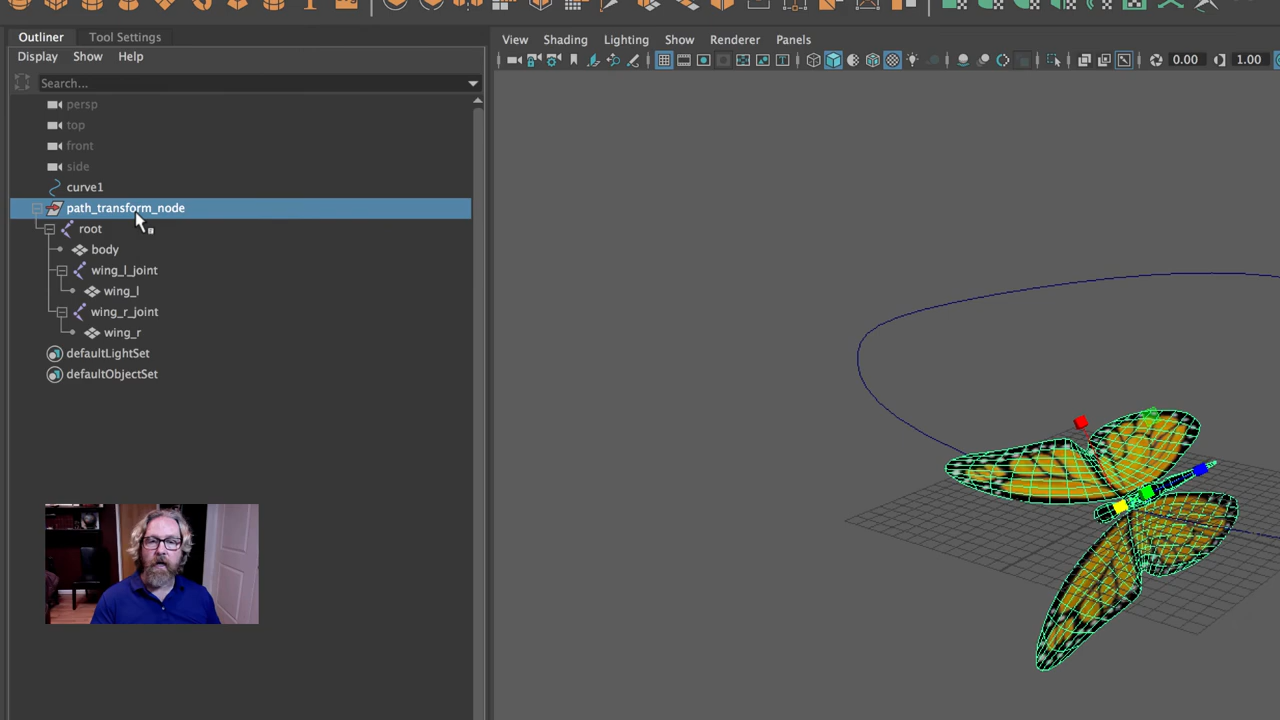 Outliner Tool Settings
Display Show Help
View Shading Lighting Show Renderer Panels
0.00 1.00
Search...
persp
top
front
side
curve1
path_transform_node
root
body
wing_l_joint
wing_l
wing_r_joint
wing_r
defaultLightSet
defaultObjectSet